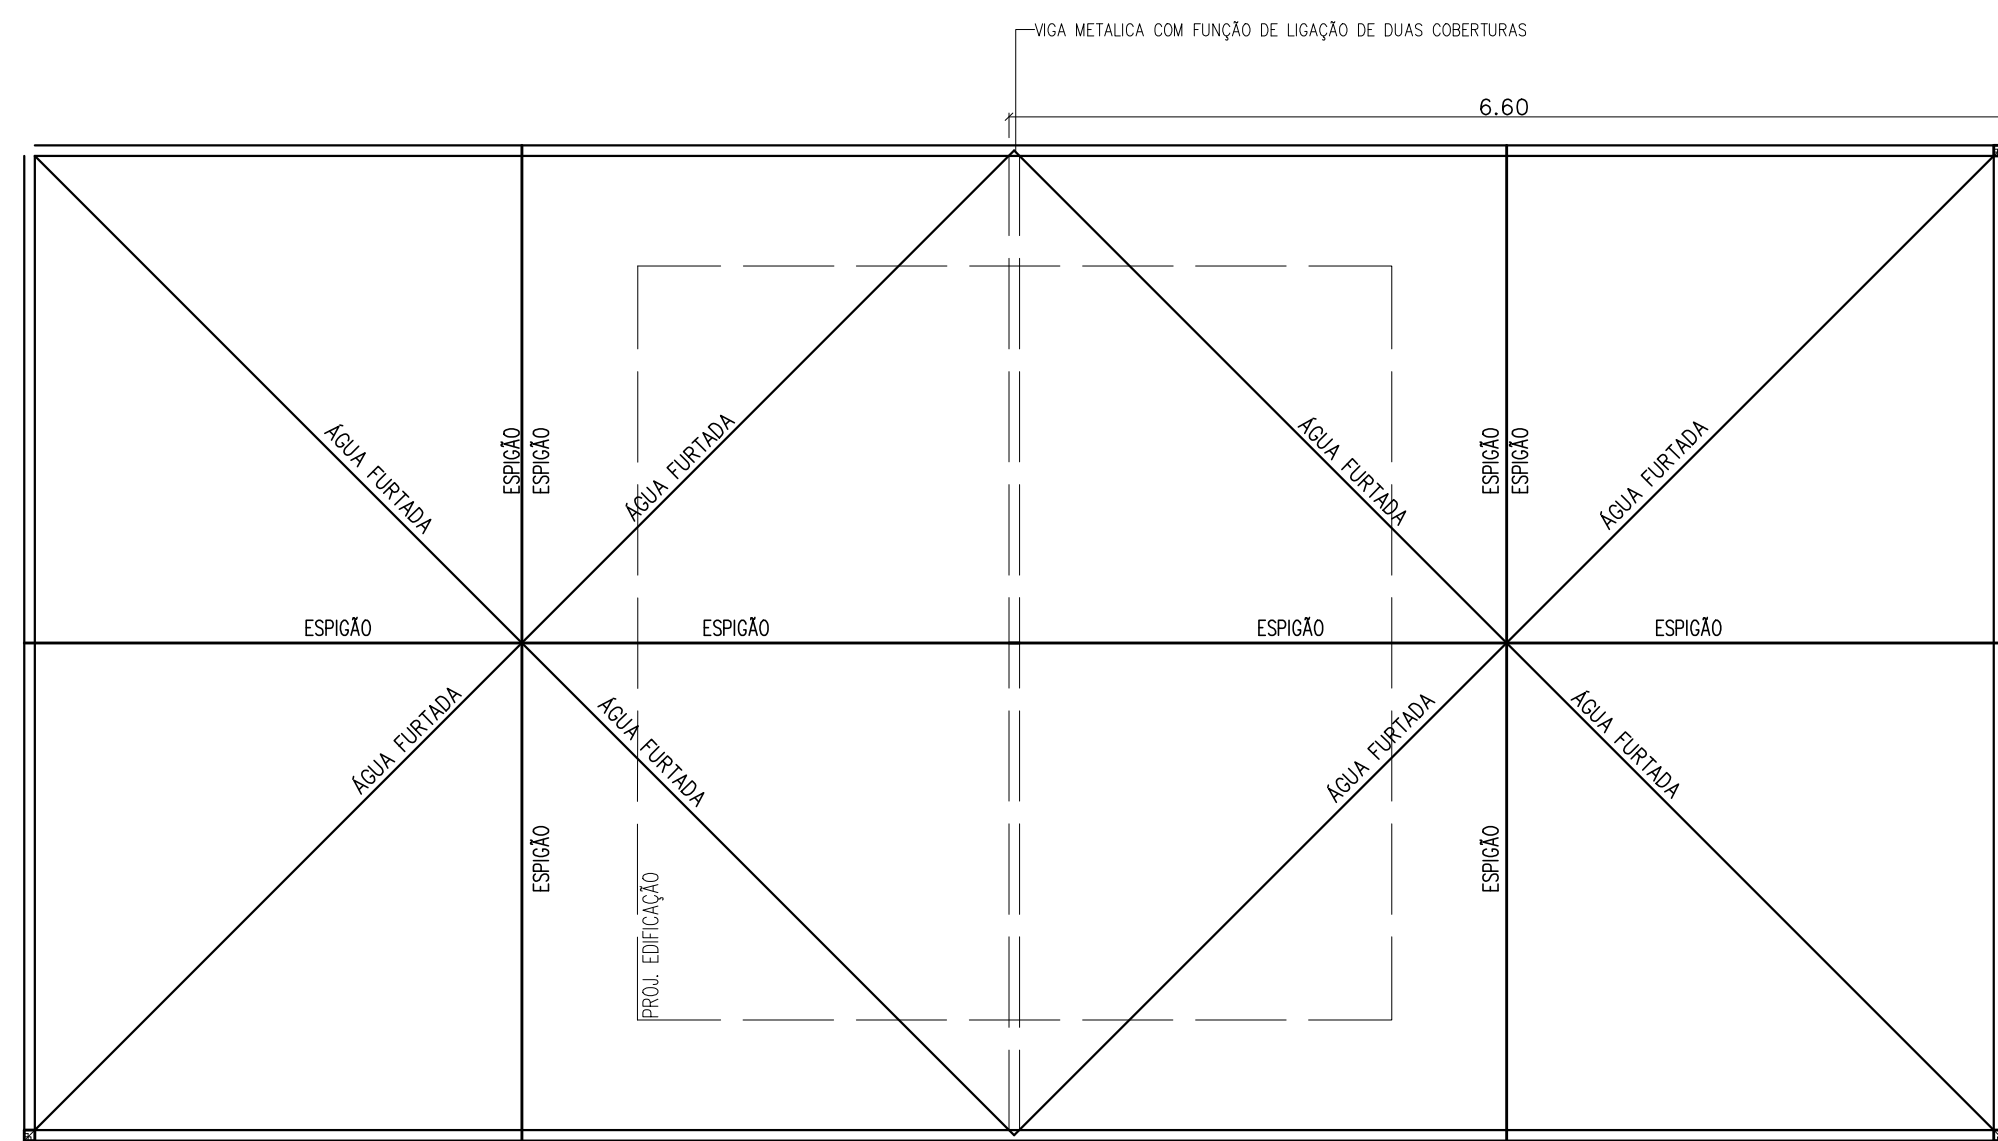 VIGA METALICA COM FUNÇÃO DE LIGAÇÃO DE DUAS COBERTURAS
6.60
ÁGUA FURTADA
ESPIGÃO
ESPIGÃO
ÁGUA FURTADA
ÁGUA FURTADA
ESPIGÃO
ESPIGÃO
ÁGUA FURTADA
ESPIGÃO
ESPIGÃO
ESPIGÃO
ESPIGÃO
ÁGUA FURTADA
ÁGUA FURTADA
ÁGUA FURTADA
ÁGUA FURTADA
ESPIGÃO
PROJ. EDIFICAÇÃO
ESPIGÃO